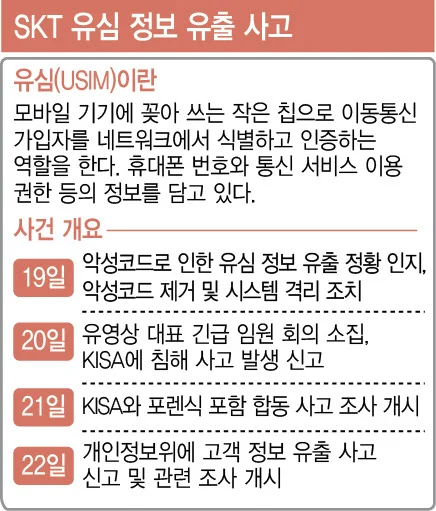 SKT 유심 정보 유출 사고
유심(USIM)이란
모바일 기기에 꽂아 쓰는 작은 칩으로 이동통신
가입자를 네트워크에서 식별하고 인증하는
역할을 한다. 휴대폰 번호와 통신 서비스 이용
권한 등의 정보를 담고 있다.
사건 개요
19일
악성코드로 인한 유심 정보 유출 정황 인지,
악성코드 제거 및 시스템 격리 조치
20일
유영상 대표 긴급 임원 회의 소집,
KISA에 침해 사고 발생 신고
21일
KISA와 포렌식 포함 합동 사고 조사 개시
22일
개인정보위에 고객 정보 유출 사고
신고 및 관련 조사 개시